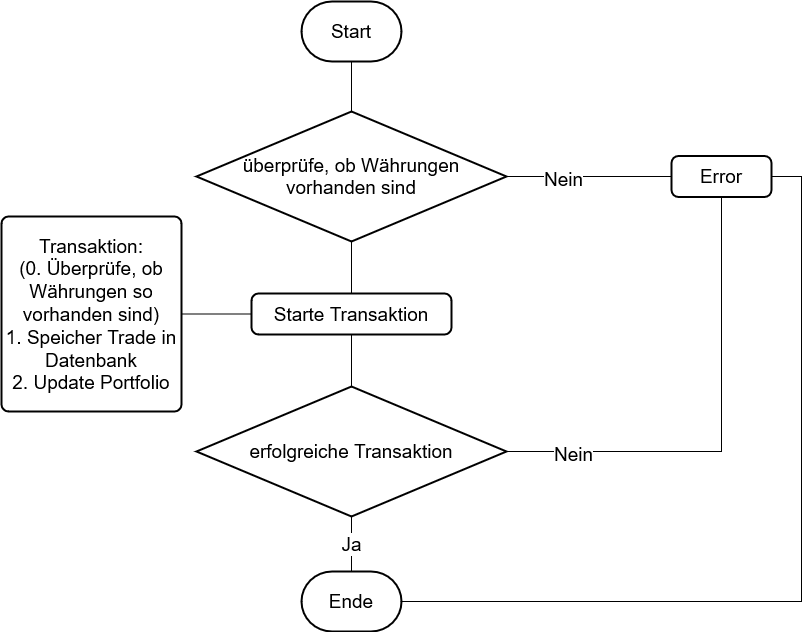 Start
überprüfe, ob Währungen
vorhanden sind
Nein
Error
Transaktion:
(0. Überprüfe, ob
Währungen so
vorhanden sind)
1. Speicher Trade in
Datenbank
2. Update Portfolio
Starte Transaktion
erfolgreiche Transaktion
Nein
Ja
Ende